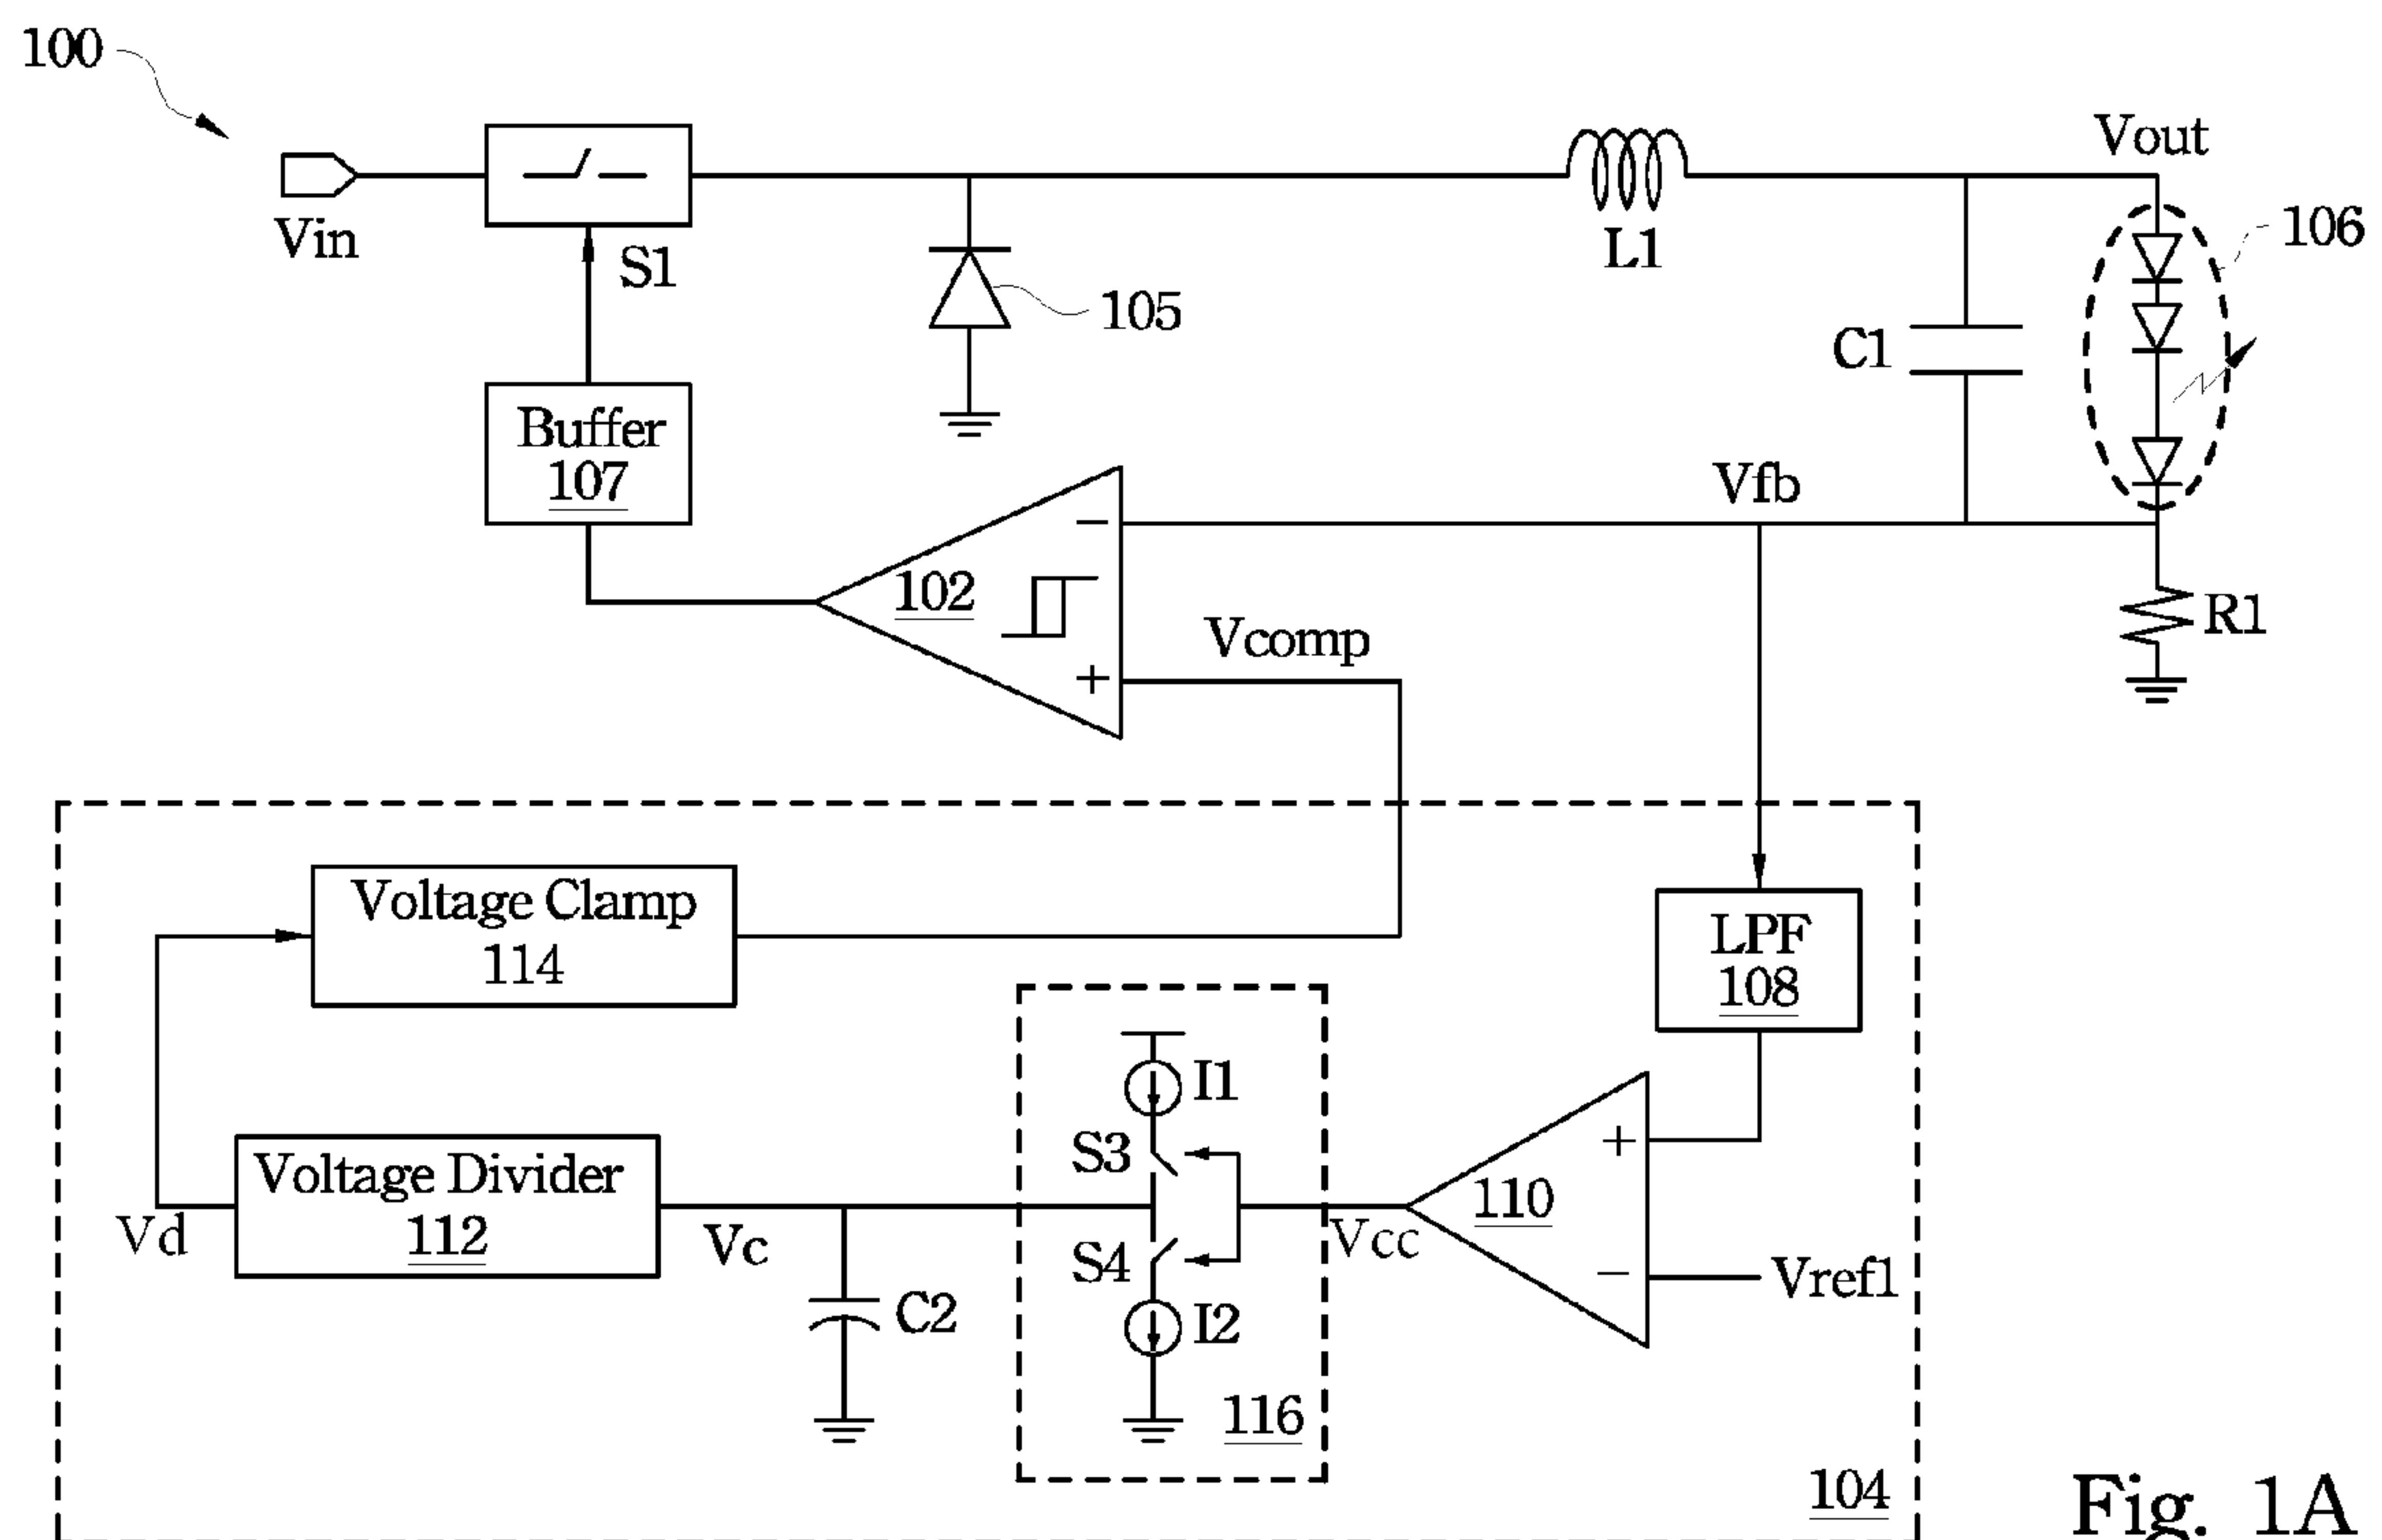 100
Vin
S1
105
L1
Vout
106
C1
Buffer
107
102
−
+
Vfb
Vcomp
R1
Voltage Clamp
114
LPF
108
I1
S3
S4
I2
116
Voltage Divider
112
Vd
Vc
C2
Vcc
110
+
−
Vref1
104
Fig. 1A